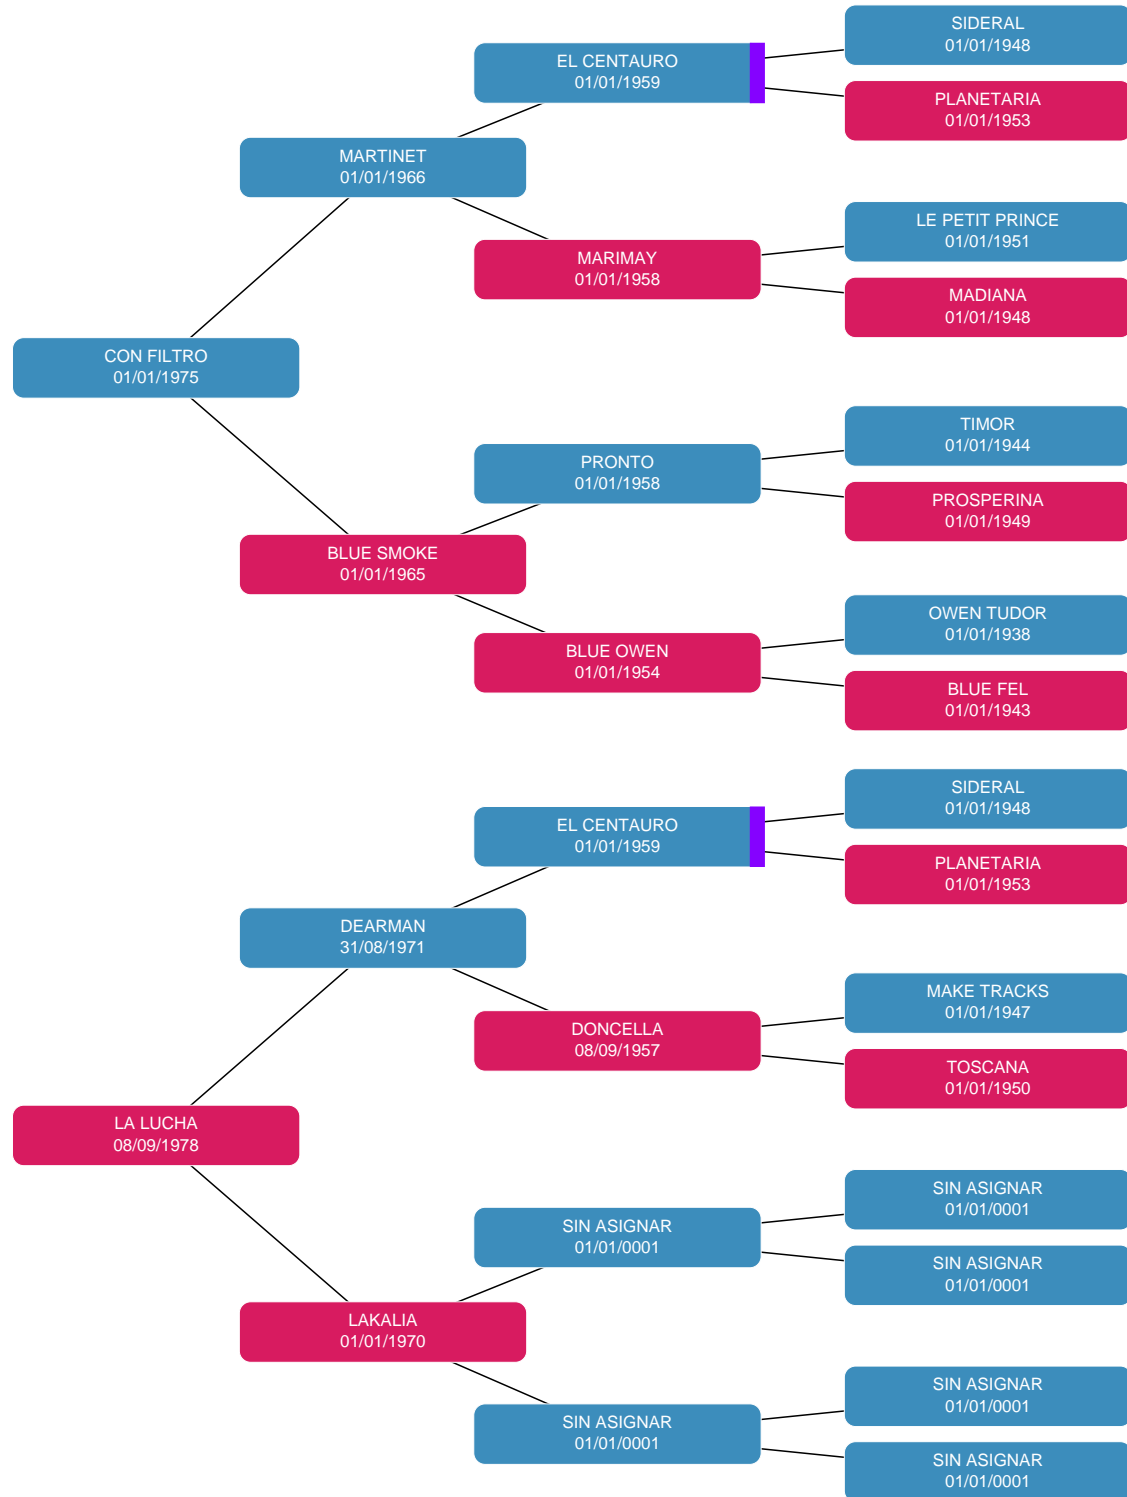 SIDERAL
01/01/1948
EL CENTAURO
01/01/1959
PLANETARIA
01/01/1953
MARTINET
01/01/1966
LE PETIT PRINCE
01/01/1951
MARIMAY
01/01/1958
MADIANA
01/01/1948
CON FILTRO
01/01/1975
TIMOR
01/01/1944
PRONTO
01/01/1958
PROSPERINA
01/01/1949
BLUE SMOKE
01/01/1965
OWEN TUDOR
01/01/1938
BLUE OWEN
01/01/1954
BLUE FEL
01/01/1943
SIDERAL
01/01/1948
EL CENTAURO
01/01/1959
PLANETARIA
01/01/1953
DEARMAN
31/08/1971
MAKE TRACKS
01/01/1947
DONCELLA
08/09/1957
TOSCANA
01/01/1950
LA LUCHA
08/09/1978
SIN ASIGNAR
01/01/0001
SIN ASIGNAR
01/01/0001
SIN ASIGNAR
01/01/0001
LAKALIA
01/01/1970
SIN ASIGNAR
01/01/0001
SIN ASIGNAR
01/01/0001
SIN ASIGNAR
01/01/0001